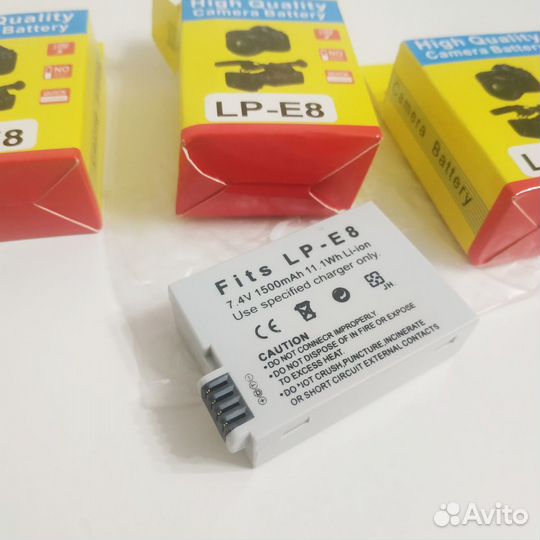 High Quality
Battery
NO
E8
High Quality
Camera Battery
NO
LP-E8
High Quality
Camera Battery
Camera Battery
L
Fits LP-E8
7.4V 1500mAh 11.1Wh Li-ion
Use specified charger only.
CE
JH.
CAUTION:
●DO NOT CONNECR IMPROPERLY
●DO NOT DISPOSE OF IN FIRE OR EXPOSE
TO EXCESS HEAT.
●DO *IOT CRUSH,PUNCTURE,INCINERATE
OR SHORT CIRCUIT EXTERNAL CONTACTS
Avito